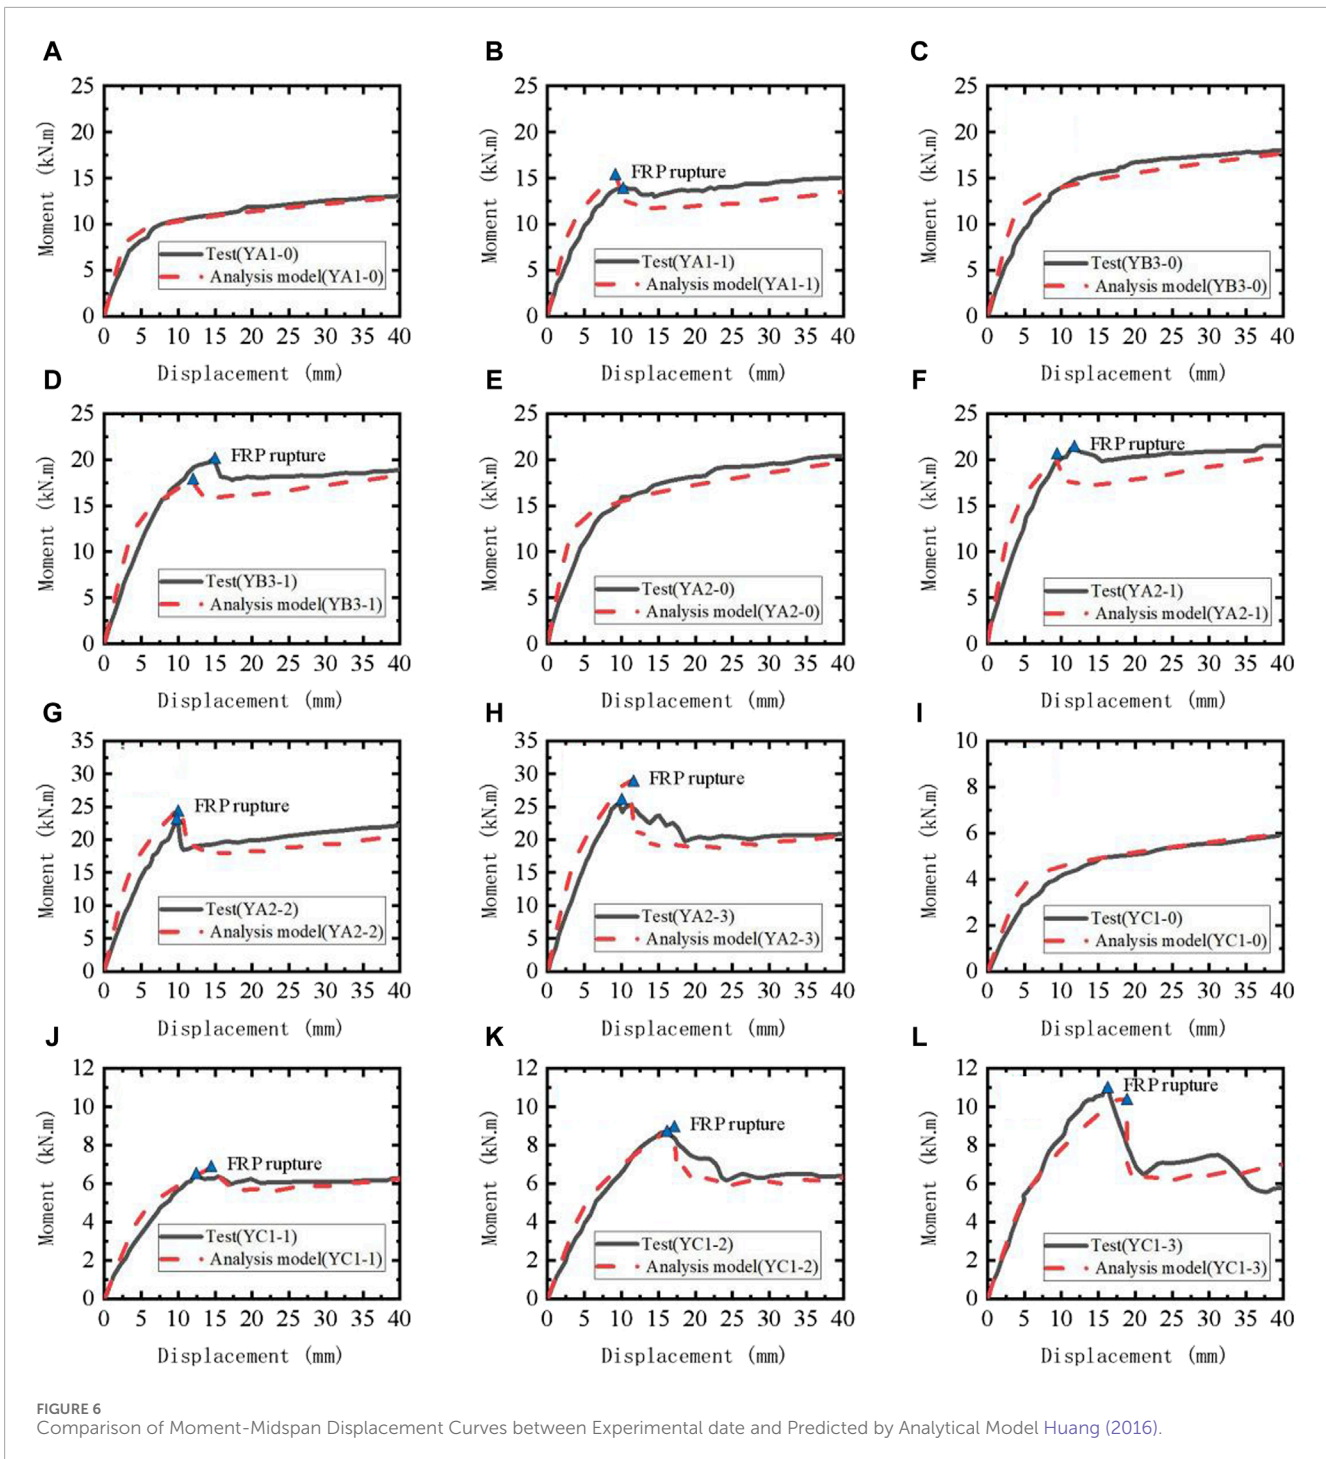 A
25
20
15
10
5
0
Moment (kN.m)
Test(YA1-0)
Analysis model(YA1-0)
0 5 10 15 20 25 30 35 40
Displacement (mm)
B
25
20
15
10
5
0
Moment (kN.m)
FRP rupture
Test(YA1-1)
Analysis model(YA1-1)
0 5 10 15 20 25 30 35 40
Displacement (mm)
C
25
20
15
10
5
0
Moment (kN.m)
Test(YB3-0)
Analysis model(YB3-0)
0 5 10 15 20 25 30 35 40
Displacement (mm)
D
25
20
15
10
5
0
Moment (kN.m)
FRP rupture
Test(YB3-1)
Analysis model(YB3-1)
0 5 10 15 20 25 30 35 40
Displacement (mm)
E
25
20
15
10
5
0
Moment (kN.m)
Test(YA2-0)
Analysis model(YA2-0)
0 5 10 15 20 25 30 35 40
Displacement (mm)
F
25
20
15
10
5
0
Moment (kN.m)
FRP rupture
Test(YA2-1)
Analysis model(YA2-1)
0 5 10 15 20 25 30 35 40
Displacement (mm)
G
35
30
25
20
15
10
5
0
Moment (kN.m)
FRP rupture
Test(YA2-2)
Analysis model(YA2-2)
0 5 10 15 20 25 30 35 40
Displacement (mm)
H
35
30
25
20
15
10
5
0
Moment (kN.m)
FRP rupture
Test(YA2-3)
Analysis model(YA2-3)
0 5 10 15 20 25 30 35 40
Displacement (mm)
I
10
8
6
4
2
0
Moment (kN.m)
Test(YC1-0)
Analysis model(YC1-0)
0 5 10 15 20 25 30 35 40
Displacement (mm)
J
12
10
8
6
4
2
0
Moment (kN.m)
FRP rupture
Test(YC1-1)
Analysis model(YC1-1)
0 5 10 15 20 25 30 35 40
Displacement (mm)
K
12
10
8
6
4
2
0
Moment (kN.m)
FRP rupture
Test(YC1-2)
Analysis model(YC1-2)
0 5 10 15 20 25 30 35 40
Displacement (mm)
L
12
10
8
6
4
2
0
Moment (kN.m)
FRP rupture
Test(YC1-3)
Analysis model(YC1-3)
0 5 10 15 20 25 30 35 40
Displacement (mm)
FIGURE 6
Comparison of Moment-Midspan Displacement Curves between Experimental date and Predicted by Analytical Model Huang (2016).